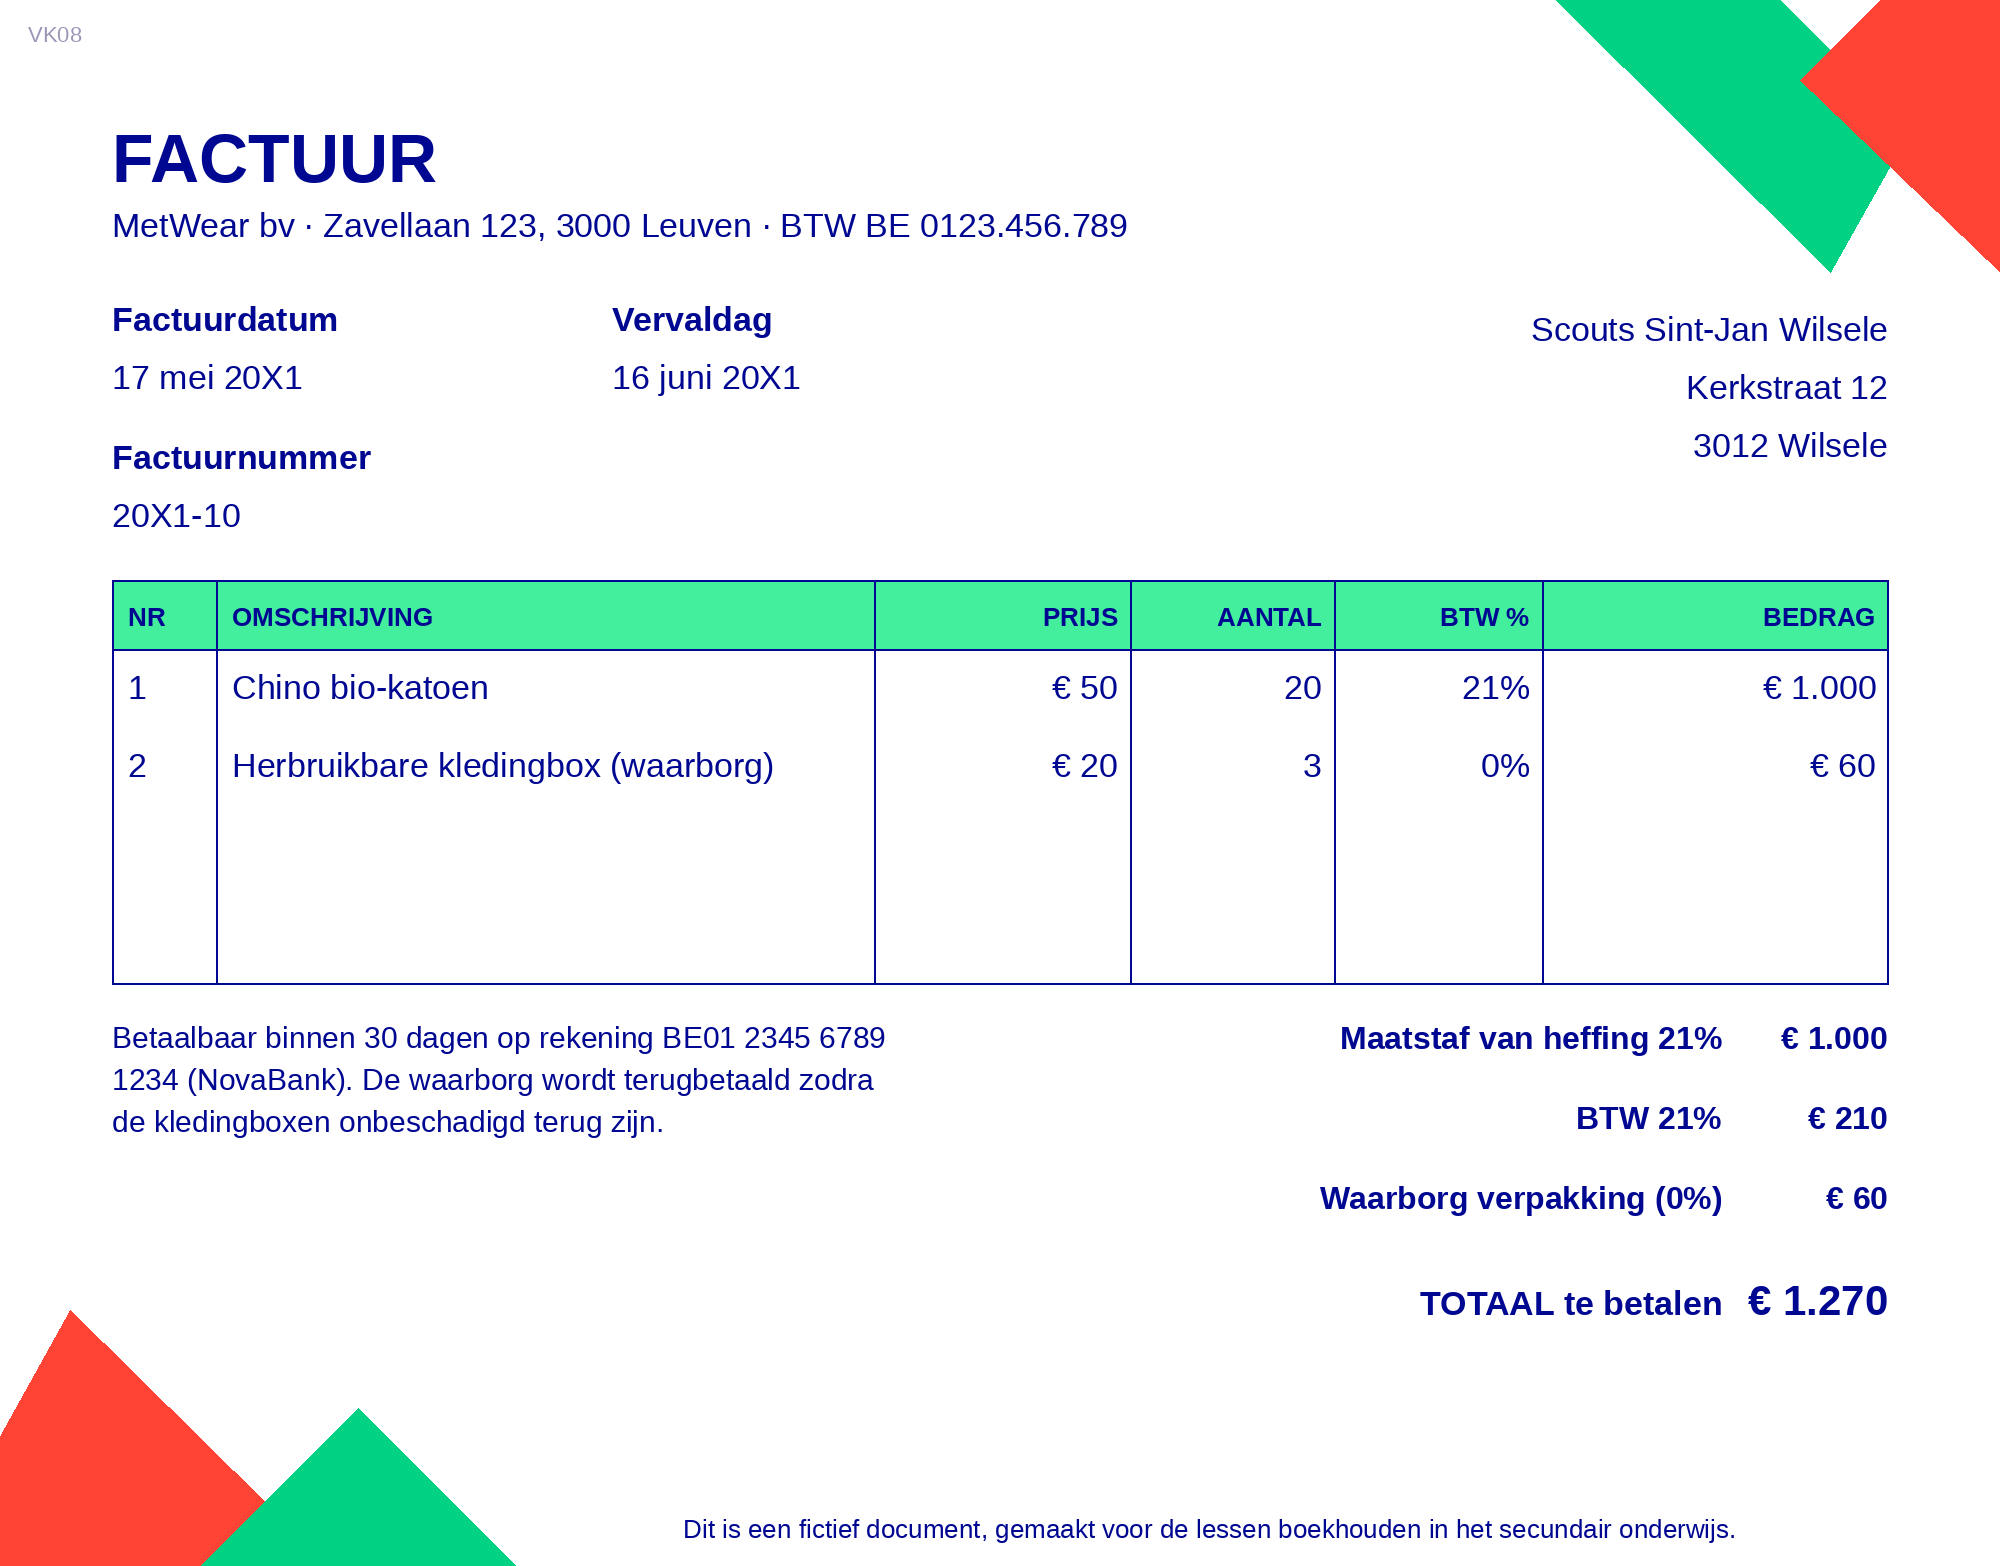 VK08
FACTUUR
MetWear bv · Zavellaan 123, 3000 Leuven · BTW BE 0123.456.789
Factuurdatum
17 mei 20X1
Vervaldag
16 juni 20X1
Factuurnummer
20X1-10
Scouts Sint-Jan Wilsele
Kerkstraat 12
3012 Wilsele
NR OMSCHRIJVING PRIJS AANTAL BTW % BEDRAG
1 Chino bio-katoen € 50 20 21% € 1.000
2 Herbruikbare kledingbox (waarborg) € 20 3 0% € 60
Betaalbaar binnen 30 dagen op rekening BE01 2345 6789
1234 (NovaBank). De waarborg wordt terugbetaald zodra
de kledingboxen onbeschadigd terug zijn.
Maatstaf van heffing 21% € 1.000
BTW 21% € 210
Waarborg verpakking (0%) € 60
TOTAAL te betalen € 1.270
Dit is een fictief document, gemaakt voor de lessen boekhouden in het secundair onderwijs.